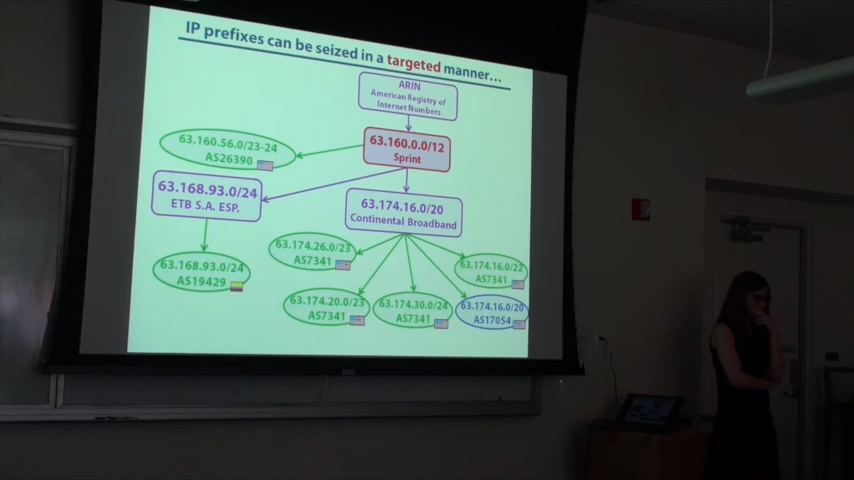 IP prefixes can be seized in a targeted manner...
ARIN
American Registry of
Internet Numbers
63.160.0.0/12
Sprint
63.160.56.0/23-24
AS26390
63.168.93.0/24
ETB S.A. ESP.
63.174.16.0/20
Continental Broadband
63.168.93.0/24
AS19429
63.174.26.0/23
AS7341
63.174.16.0/22
AS7341
63.174.20.0/23
AS7341
63.174.30.0/24
AS7341
63.174.16.0/20
AS17054